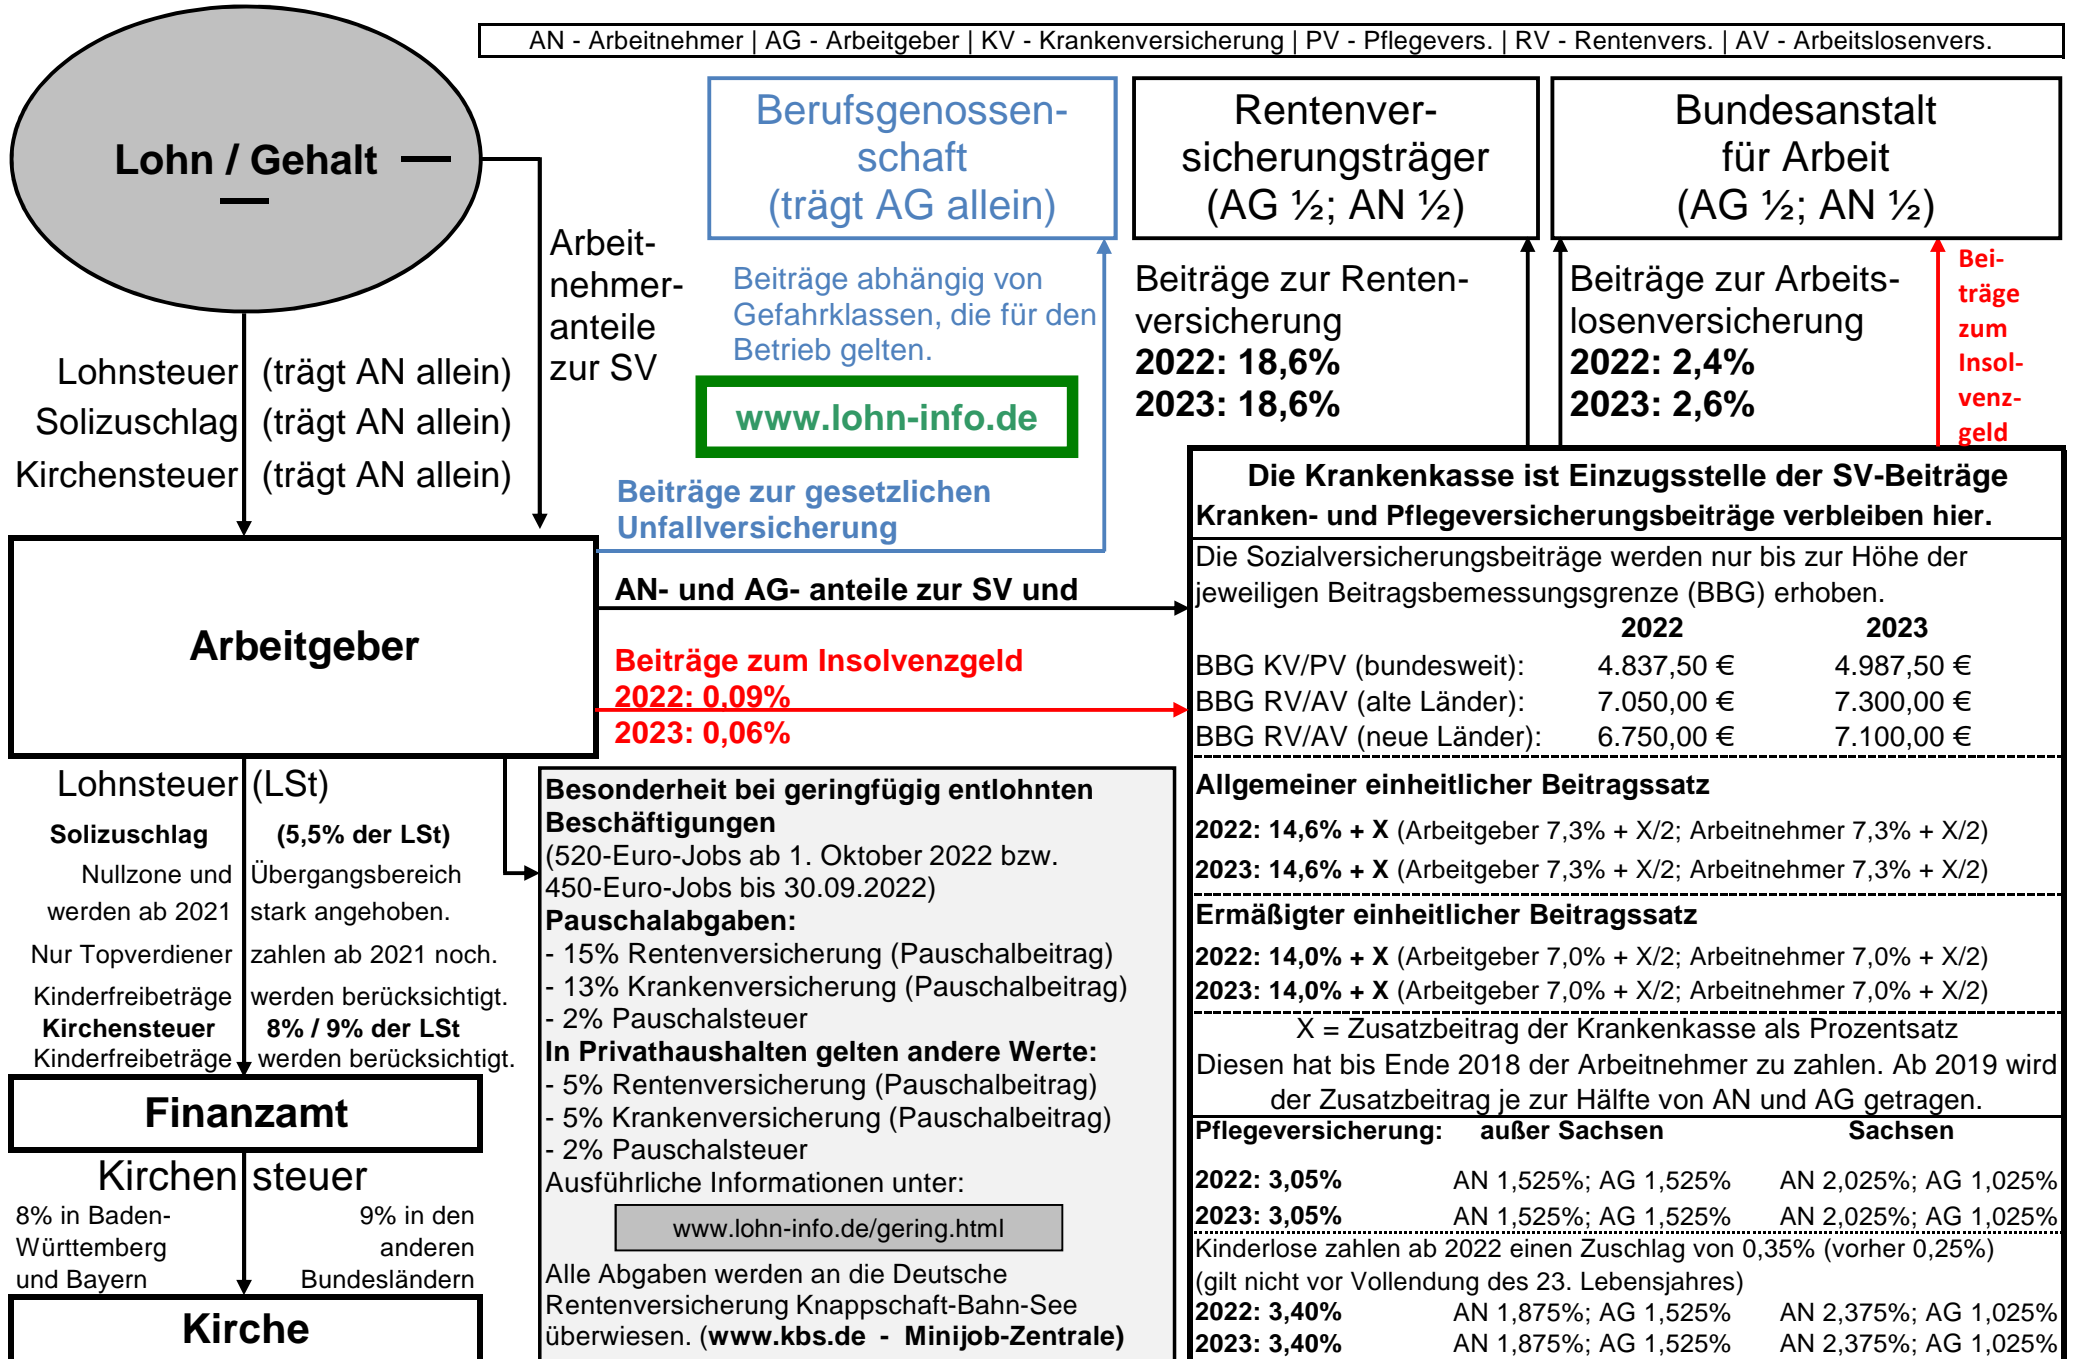 AN - Arbeitnehmer | AG - Arbeitgeber | KV - Krankenversicherung | PV - Pflegevers. | RV - Rentenvers. | AV - Arbeitslosenvers.
Lohn / Gehalt
Berufsgenossen-
schaft
(trägt AG allein)
Rentenver-
sicherungsträger
(AG ½; AN ½)
Bundesanstalt
für Arbeit
(AG ½; AN ½)
Arbeit-
nehmer-
anteile
zur SV
Beiträge abhängig von
Gefahrklassen, die für den
Betrieb gelten.
Beiträge zur Renten-
versicherung
2022: 18,6%
2023: 18,6%
Beiträge zur Arbeits-
losenversicherung
2022: 2,4%
2023: 2,6%
Bei-
träge
zum
Insol-
venz-
geld
Lohnsteuer (trägt AN allein)
Solizuschlag (trägt AN allein)
Kirchensteuer (trägt AN allein)
www.lohn-info.de
Beiträge zur gesetzlichen
Unfallversicherung
Arbeitgeber
AN- und AG- anteile zur SV und
Beiträge zum Insolvenzgeld
2022: 0,09%
2023: 0,06%
Lohnsteuer (LSt)
Solizuschlag (5,5% der LSt)
Nullzone und Übergangsbereich
werden ab 2021 stark angehoben.
Nur Topverdiener zahlen ab 2021 noch.
Kinderfreibeträge werden berücksichtigt.
Kirchensteuer 8% / 9% der LSt
Kinderfreibeträge werden berücksichtigt.
Finanzamt
Kirchen steuer
8% in Baden-
Württemberg
und Bayern
9% in den
anderen
Bundesländern
Kirche
Besonderheit bei geringfügig entlohnten
Beschäftigungen
(520-Euro-Jobs ab 1. Oktober 2022 bzw.
450-Euro-Jobs bis 30.09.2022)
Pauschalabgaben:
- 15% Rentenversicherung (Pauschalbeitrag)
- 13% Krankenversicherung (Pauschalbeitrag)
- 2% Pauschalsteuer
In Privathaushalten gelten andere Werte:
- 5% Rentenversicherung (Pauschalbeitrag)
- 5% Krankenversicherung (Pauschalbeitrag)
- 2% Pauschalsteuer
Ausführliche Informationen unter:
www.lohn-info.de/gering.html
Alle Abgaben werden an die Deutsche
Rentenversicherung Knappschaft-Bahn-See
überwiesen. (www.kbs.de - Minijob-Zentrale)
Die Krankenkasse ist Einzugsstelle der SV-Beiträge
Kranken- und Pflegeversicherungsbeiträge verbleiben hier.
Die Sozialversicherungsbeiträge werden nur bis zur Höhe der
jeweiligen Beitragsbemessungsgrenze (BBG) erhoben.
2022 2023
BBG KV/PV (bundesweit): 4.837,50 € 4.987,50 €
BBG RV/AV (alte Länder): 7.050,00 € 7.300,00 €
BBG RV/AV (neue Länder): 6.750,00 € 7.100,00 €
Allgemeiner einheitlicher Beitragssatz
2022: 14,6% + X (Arbeitgeber 7,3% + X/2; Arbeitnehmer 7,3% + X/2)
2023: 14,6% + X (Arbeitgeber 7,3% + X/2; Arbeitnehmer 7,3% + X/2)
Ermäßigter einheitlicher Beitragssatz
2022: 14,0% + X (Arbeitgeber 7,0% + X/2; Arbeitnehmer 7,0% + X/2)
2023: 14,0% + X (Arbeitgeber 7,0% + X/2; Arbeitnehmer 7,0% + X/2)
X = Zusatzbeitrag der Krankenkasse als Prozentsatz
Diesen hat bis Ende 2018 der Arbeitnehmer zu zahlen. Ab 2019 wird
der Zusatzbeitrag je zur Hälfte von AN und AG getragen.
Pflegeversicherung: außer Sachsen Sachsen
2022: 3,05% AN 1,525%; AG 1,525% AN 2,025%; AG 1,025%
2023: 3,05% AN 1,525%; AG 1,525% AN 2,025%; AG 1,025%
Kinderlose zahlen ab 2022 einen Zuschlag von 0,35% (vorher 0,25%)
(gilt nicht vor Vollendung des 23. Lebensjahres)
2022: 3,40% AN 1,875%; AG 1,525% AN 2,375%; AG 1,025%
2023: 3,40% AN 1,875%; AG 1,525% AN 2,375%; AG 1,025%